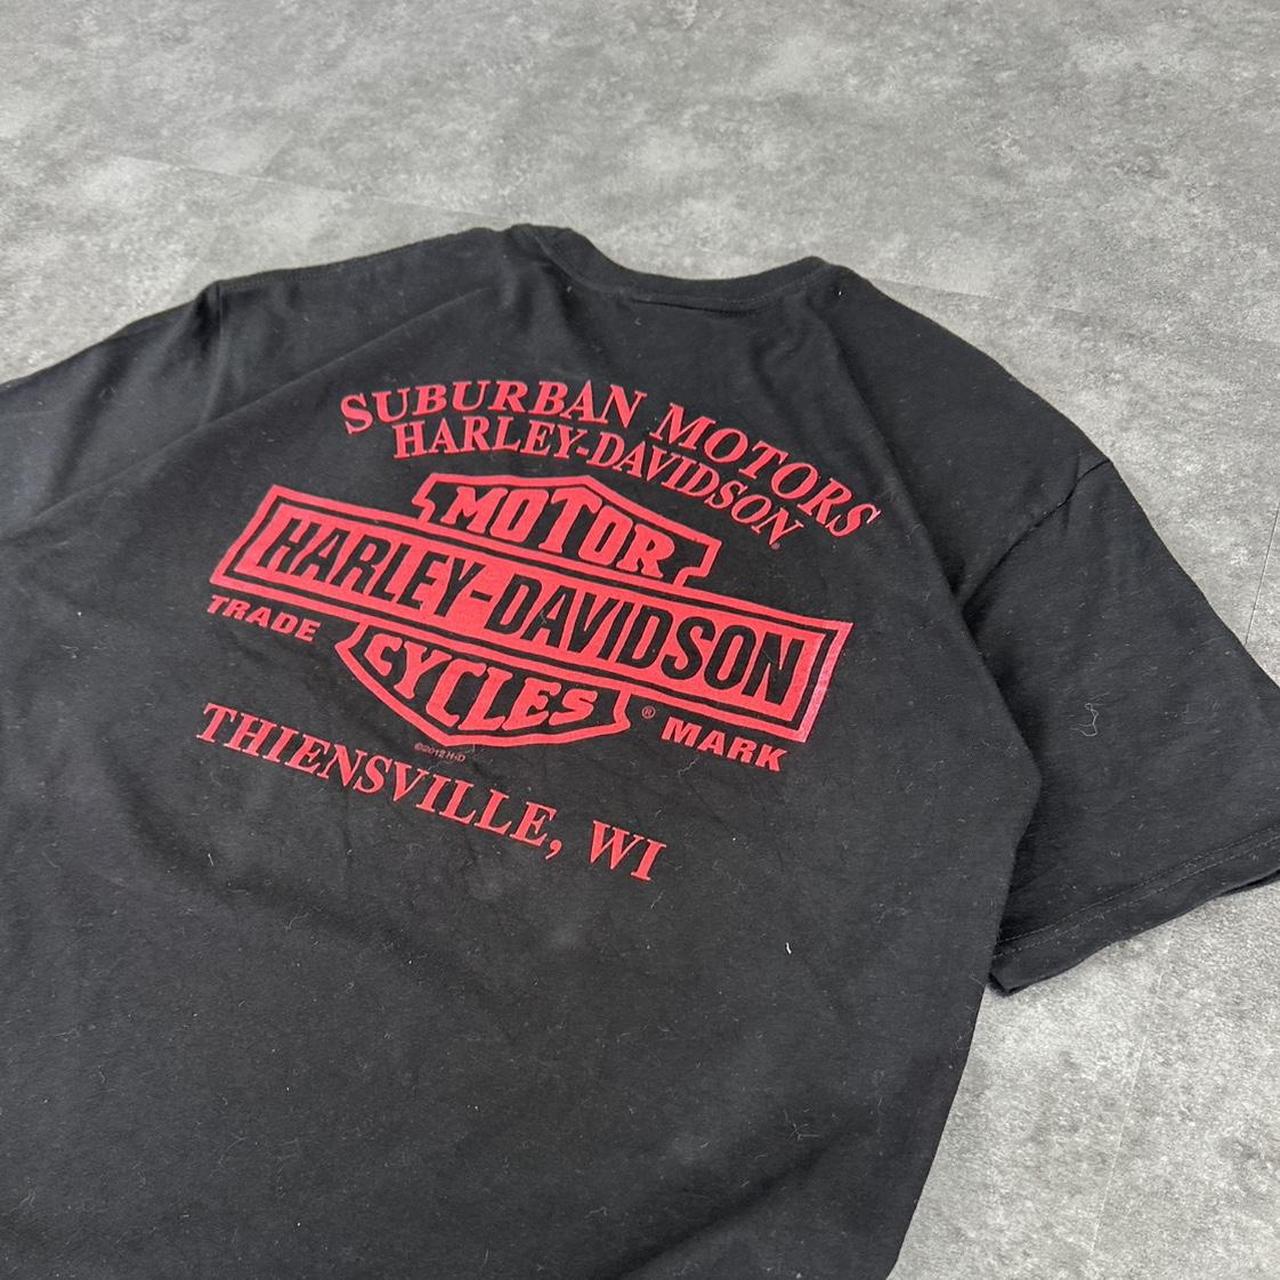 SUBURBAN MOTORS
HARLEY-DAVIDSON®
MOTOR
HARLEY-DAVIDSON
CYCLES
TRADE ® MARK
©2012 H-D
THIENSVILLE, WI